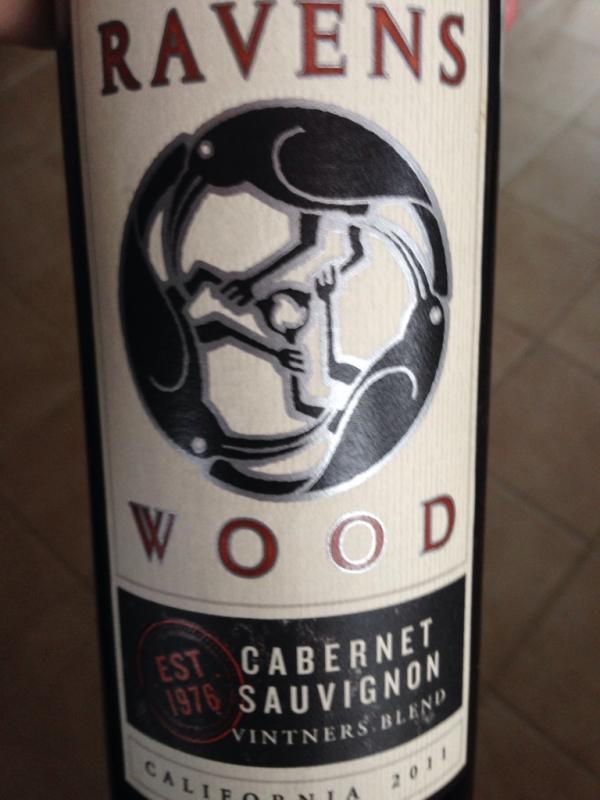 RAVENS
WOOD
EST
1976
CABERNET
SAUVIGNON
VINTNERS BLEND
CALIFORNIA 2011